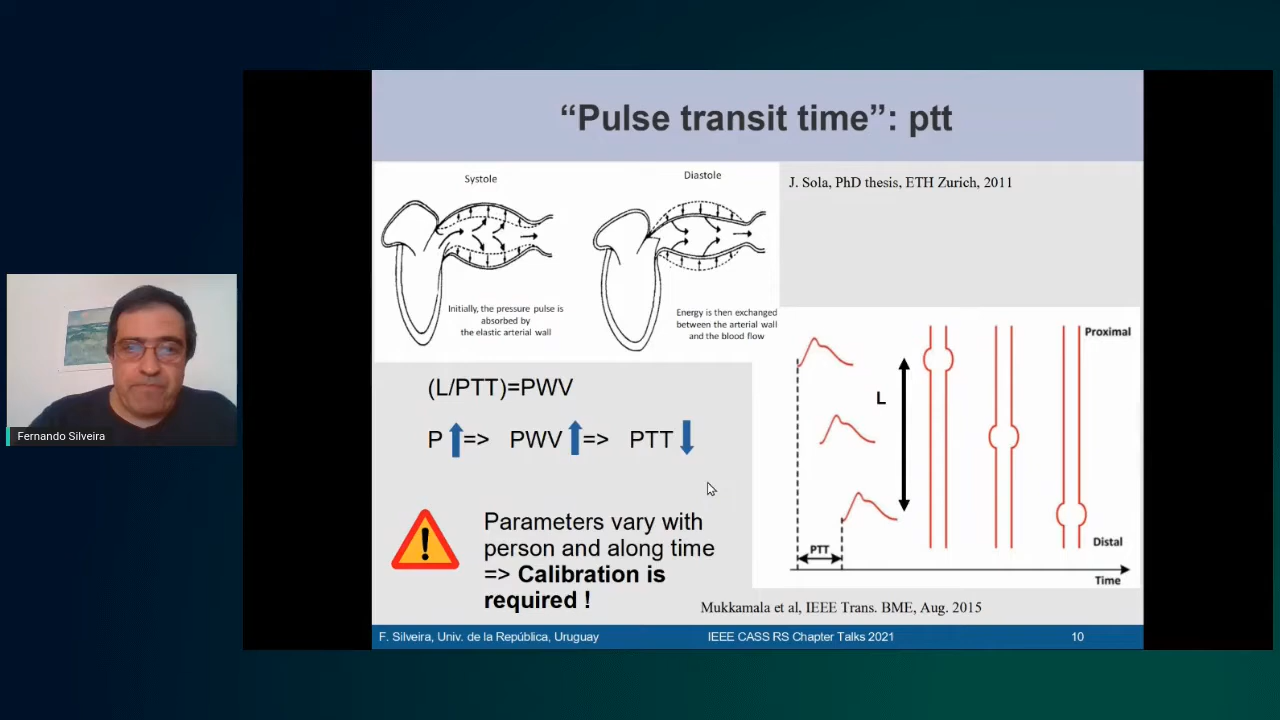 “Pulse transit time”: ptt
Systole
Diastole
J. Sola, PhD thesis, ETH Zurich, 2011
Initially, the pressure pulse is
absorbed by
the elastic arterial wall
Energy is then exchanged
between the arterial wall
and the blood flow
(L/PTT)=PWV
P => PWV => PTT
Parameters vary with
person and along time
=> Calibration is
required !
Proximal
L
Distal
PTT
Time
Mukkamala et al, IEEE Trans. BME, Aug. 2015
F. Silveira, Univ. de la República, Uruguay
IEEE CASS RS Chapter Talks 2021
10
Fernando Silveira